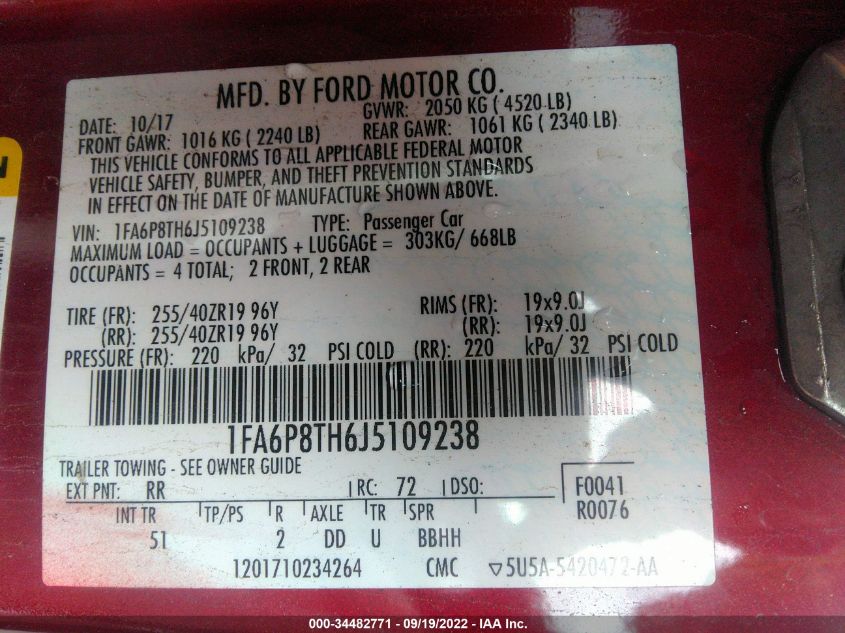 MFD. BY FORD MOTOR CO.
DATE: 10/17 GVWR: 2050 KG ( 4520 LB)
FRONT GAWR: 1016 KG ( 2240 LB) REAR GAWR: 1061 KG ( 2340 LB)
THIS VEHICLE CONFORMS TO ALL APPLICABLE FEDERAL MOTOR
VEHICLE SAFETY, BUMPER, AND THEFT PREVENTION STANDARDS
IN EFFECT ON THE DATE OF MANUFACTURE SHOWN ABOVE.
VIN: 1FA6P8TH6J5109238 TYPE: Passenger Car
MAXIMUM LOAD = OCCUPANTS + LUGGAGE = 303KG/ 668LB
OCCUPANTS = 4 TOTAL; 2 FRONT, 2 REAR
TIRE (FR): 255/40ZR19 96Y RIMS (FR): 19x9.0J
(RR): 255/40ZR19 96Y (RR): 19x9.0J
PRESSURE (FR): 220 kPa/ 32 PSI COLD (RR): 220 kPa/ 32 PSI COLD
1FA6P8TH6J5109238
TRAILER TOWING - SEE OWNER GUIDE
EXT PNT: RR RC: 72 DSO: F0041
INT TR TP/PS R AXLE TR SPR R0076
51 2 DD U BBHH
1201710234264 CMC ▽5U5A-5420472-AA
000-34482771 - 09/19/2022 - IAA Inc.